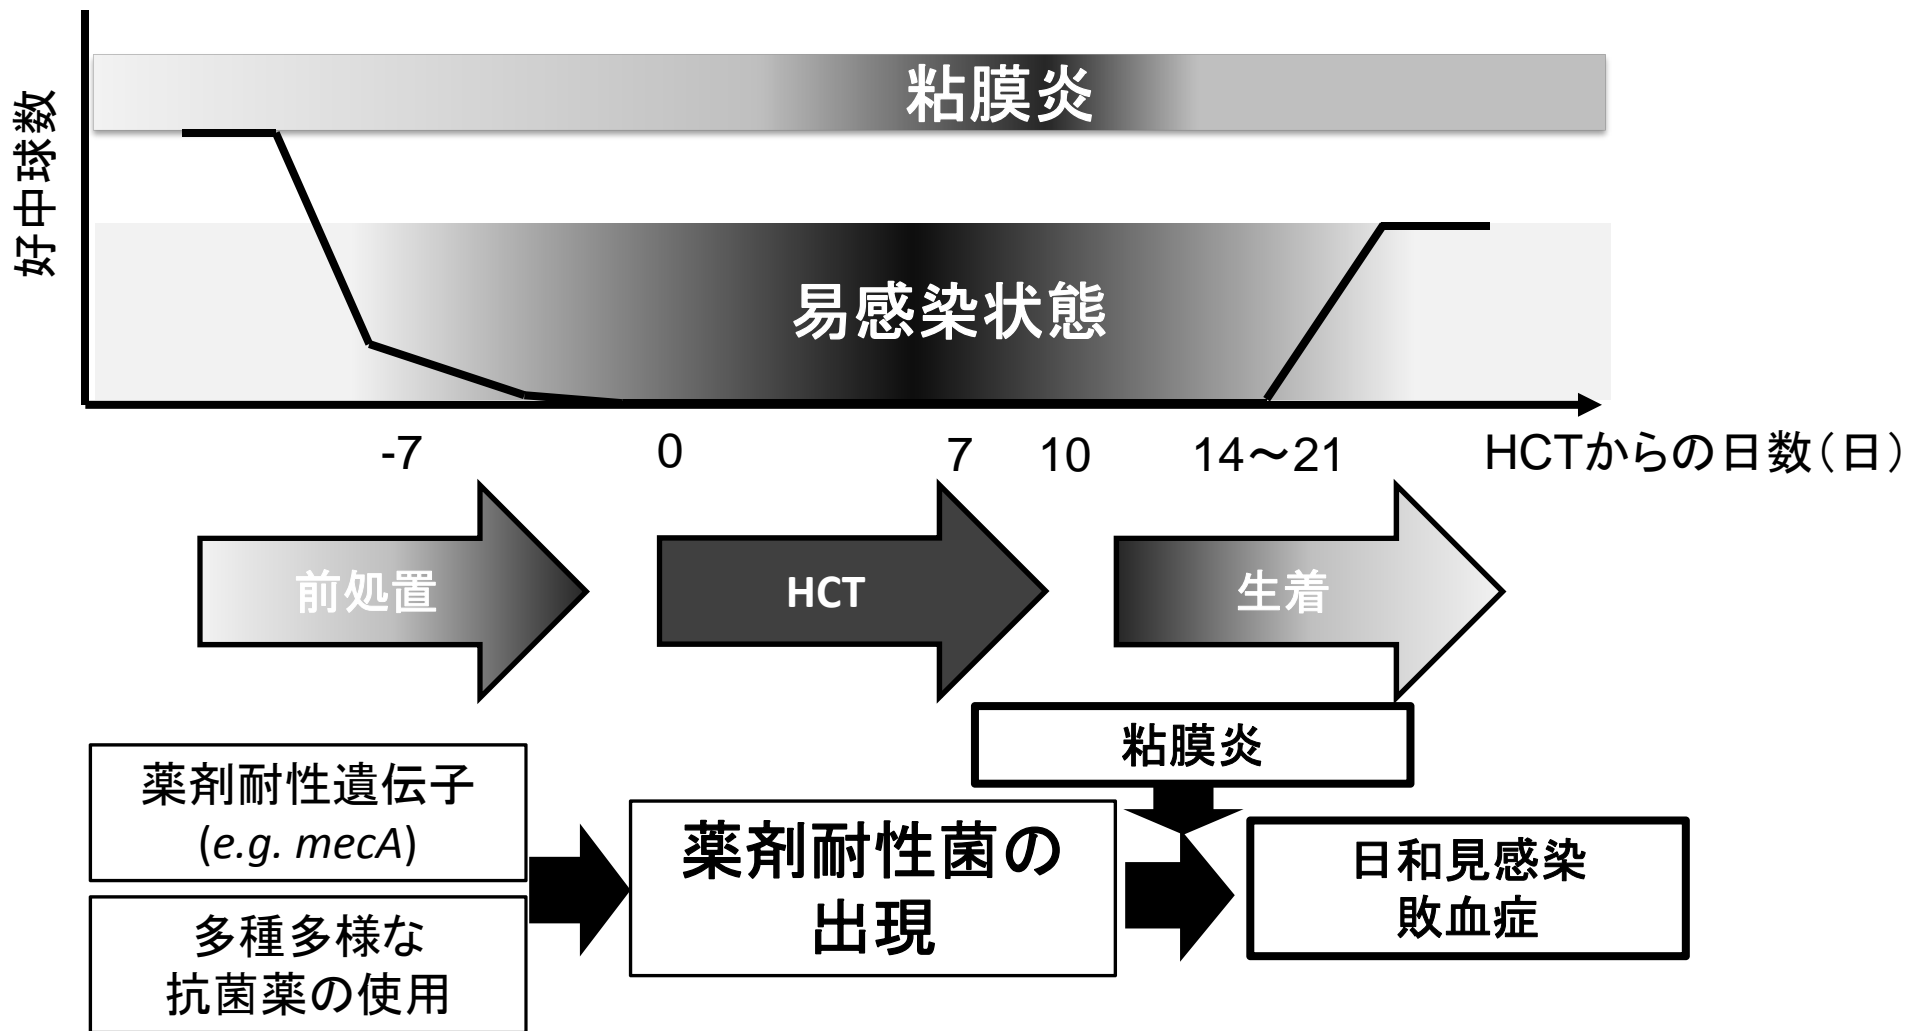 好中球数
粘膜炎
易感染状態
-7
0
7
10
14～21
HCTからの日数（日）
前処置
HCT
生着
粘膜炎
薬剤耐性遺伝子
(e.g. mecA)
多種多様な
抗菌薬の使用
薬剤耐性菌の
出現
日和見感染
敗血症